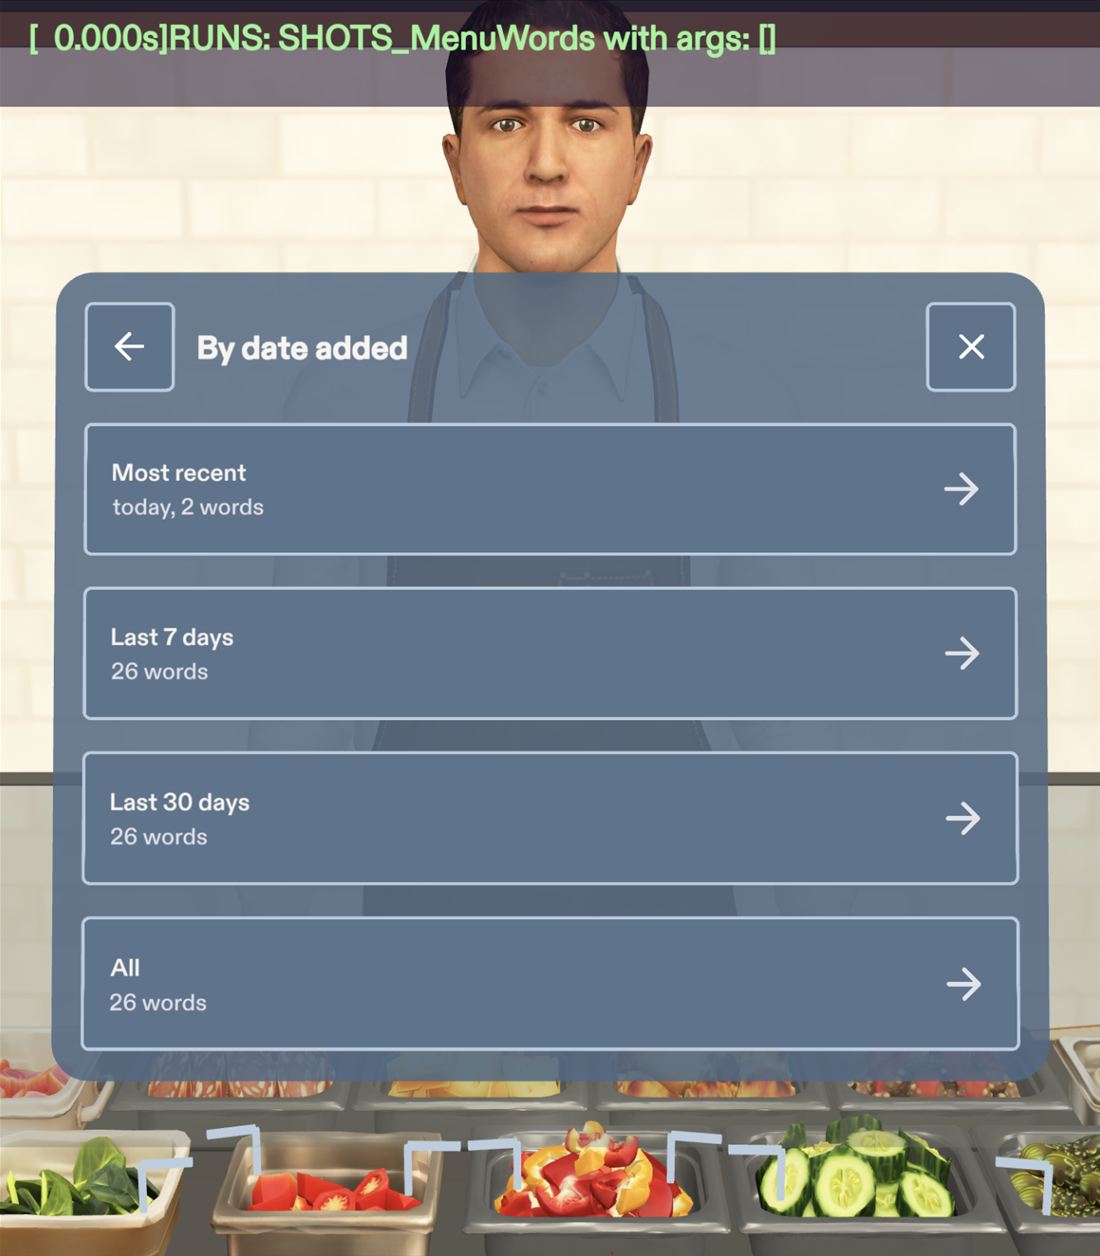 [  0.000s]RUNS: SHOTS_MenuWords with args: []
By date added
Most recent
today, 2 words
Last 7 days
26 words
Last 30 days
26 words
All
26 words